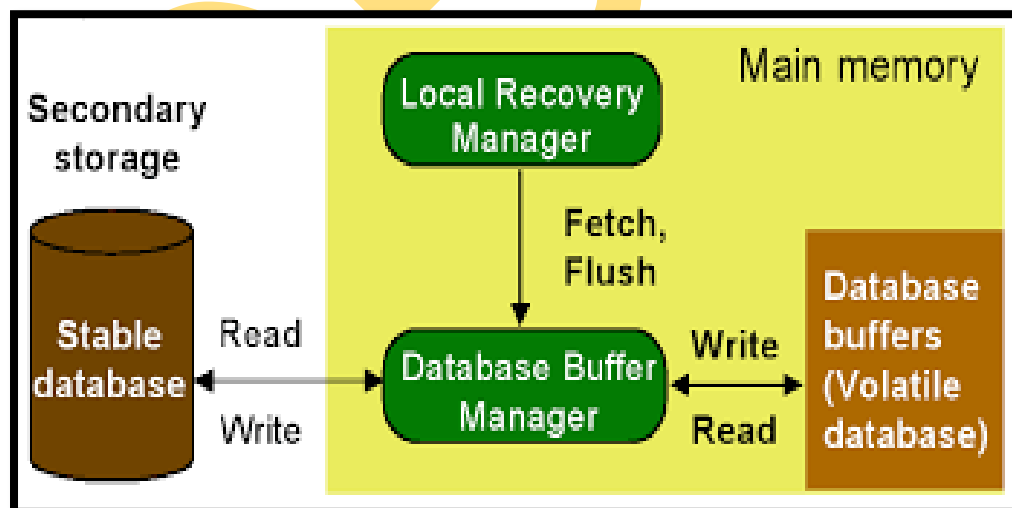 Main memory
Secondary
storage
Local Recovery
Manager
Fetch,
Flush
Stable
database
Read
Write
Database Buffer
Manager
Write
Read
Database
buffers
(Volatile
database)